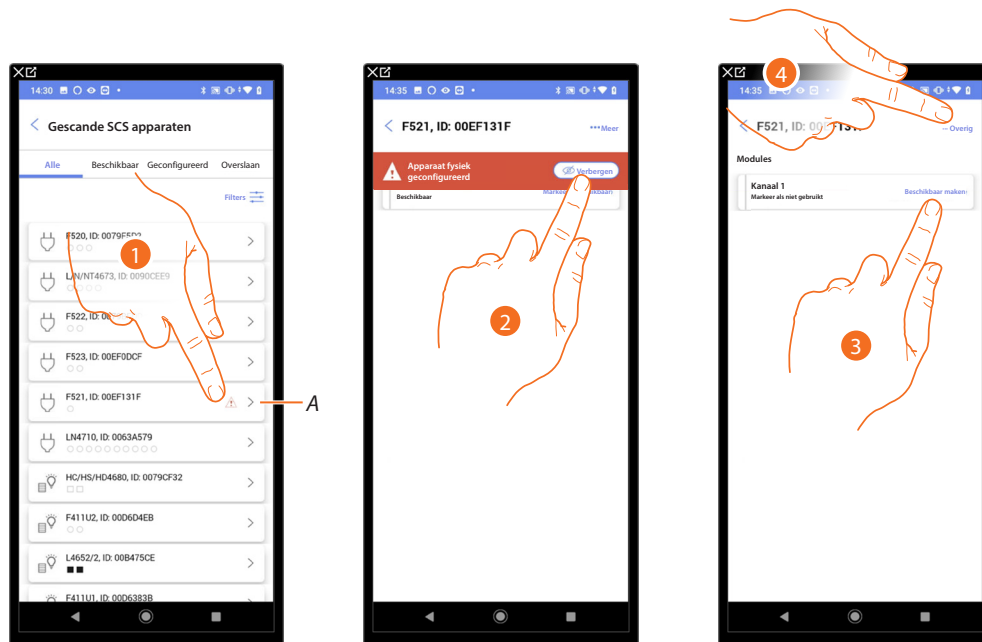 14:30
Gescande SCS apparaten
Alle Beschikbaar Geconfigureerd Overslaan
Filters
F520, ID: 0079F5D2
L/N/NT4673, ID: 0090CEE9
F522, ID: 00
F523, ID: 00EF0DCF
F521, ID: 00EF131F
LN4710, ID: 0063A579
HC/HS/HD4680, ID: 0079CF32
F411U2, ID: 00D6D4EB
L4652/2, ID: 00B475CE
F411U1, ID: 00D6383B
1
A
14:35
F521, ID: 00EF131F
•••Meer
Apparaat fysiek
geconfigureerd
Verbergen
Beschikbaar
2
4
14:35
F521, ID: 00
Overig
Modules
Kanaal 1
Markeer als niet gebruikt
Beschikbaar maken
3